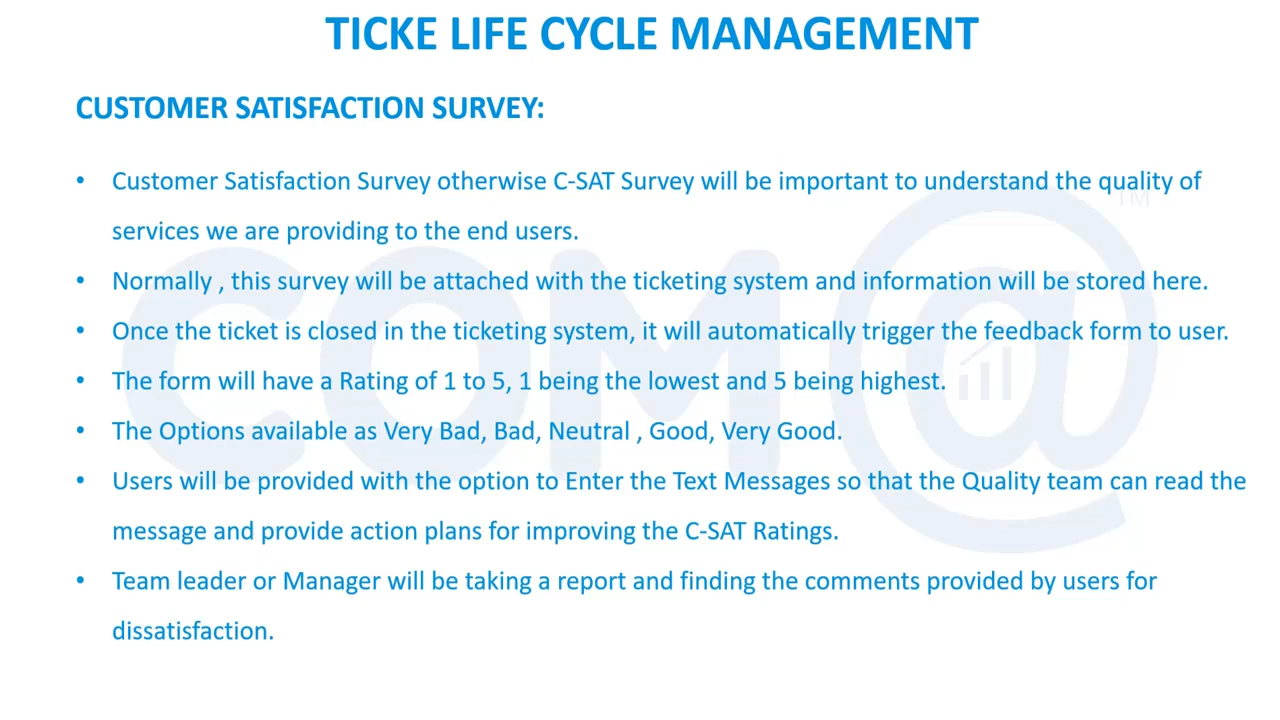 TICKE LIFE CYCLE MANAGEMENT
CUSTOMER SATISFACTION SURVEY:
• Customer Satisfaction Survey otherwise C-SAT Survey will be important to understand the quality of
services we are providing to the end users.
• Normally , this survey will be attached with the ticketing system and information will be stored here.
• Once the ticket is closed in the ticketing system, it will automatically trigger the feedback form to user.
• The form will have a Rating of 1 to 5, 1 being the lowest and 5 being highest.
• The Options available as Very Bad, Bad, Neutral , Good, Very Good.
• Users will be provided with the option to Enter the Text Messages so that the Quality team can read the
message and provide action plans for improving the C-SAT Ratings.
• Team leader or Manager will be taking a report and finding the comments provided by users for
dissatisfaction.
COM@
TM